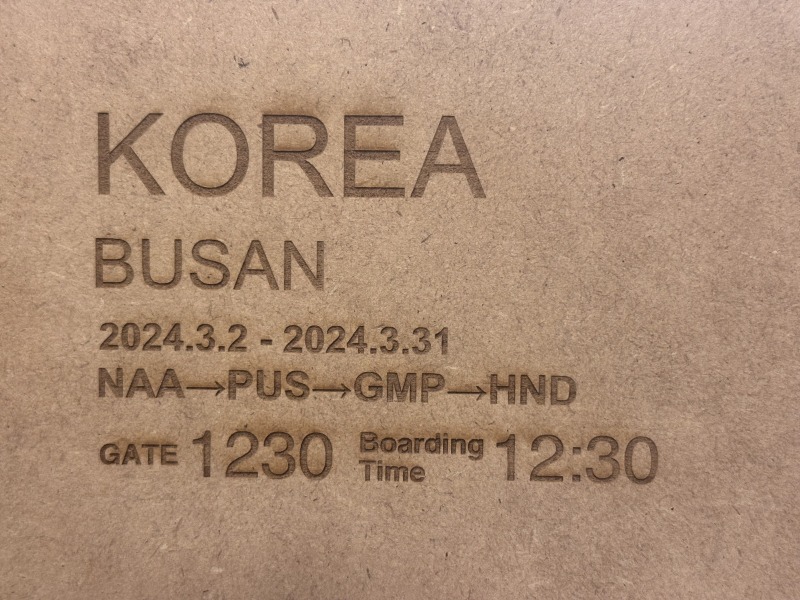 KOREA
BUSAN
2024.3.2 - 2024.3.31
NAA→PUS→GMP→HND
GATE 1230 Boarding Time 12:30